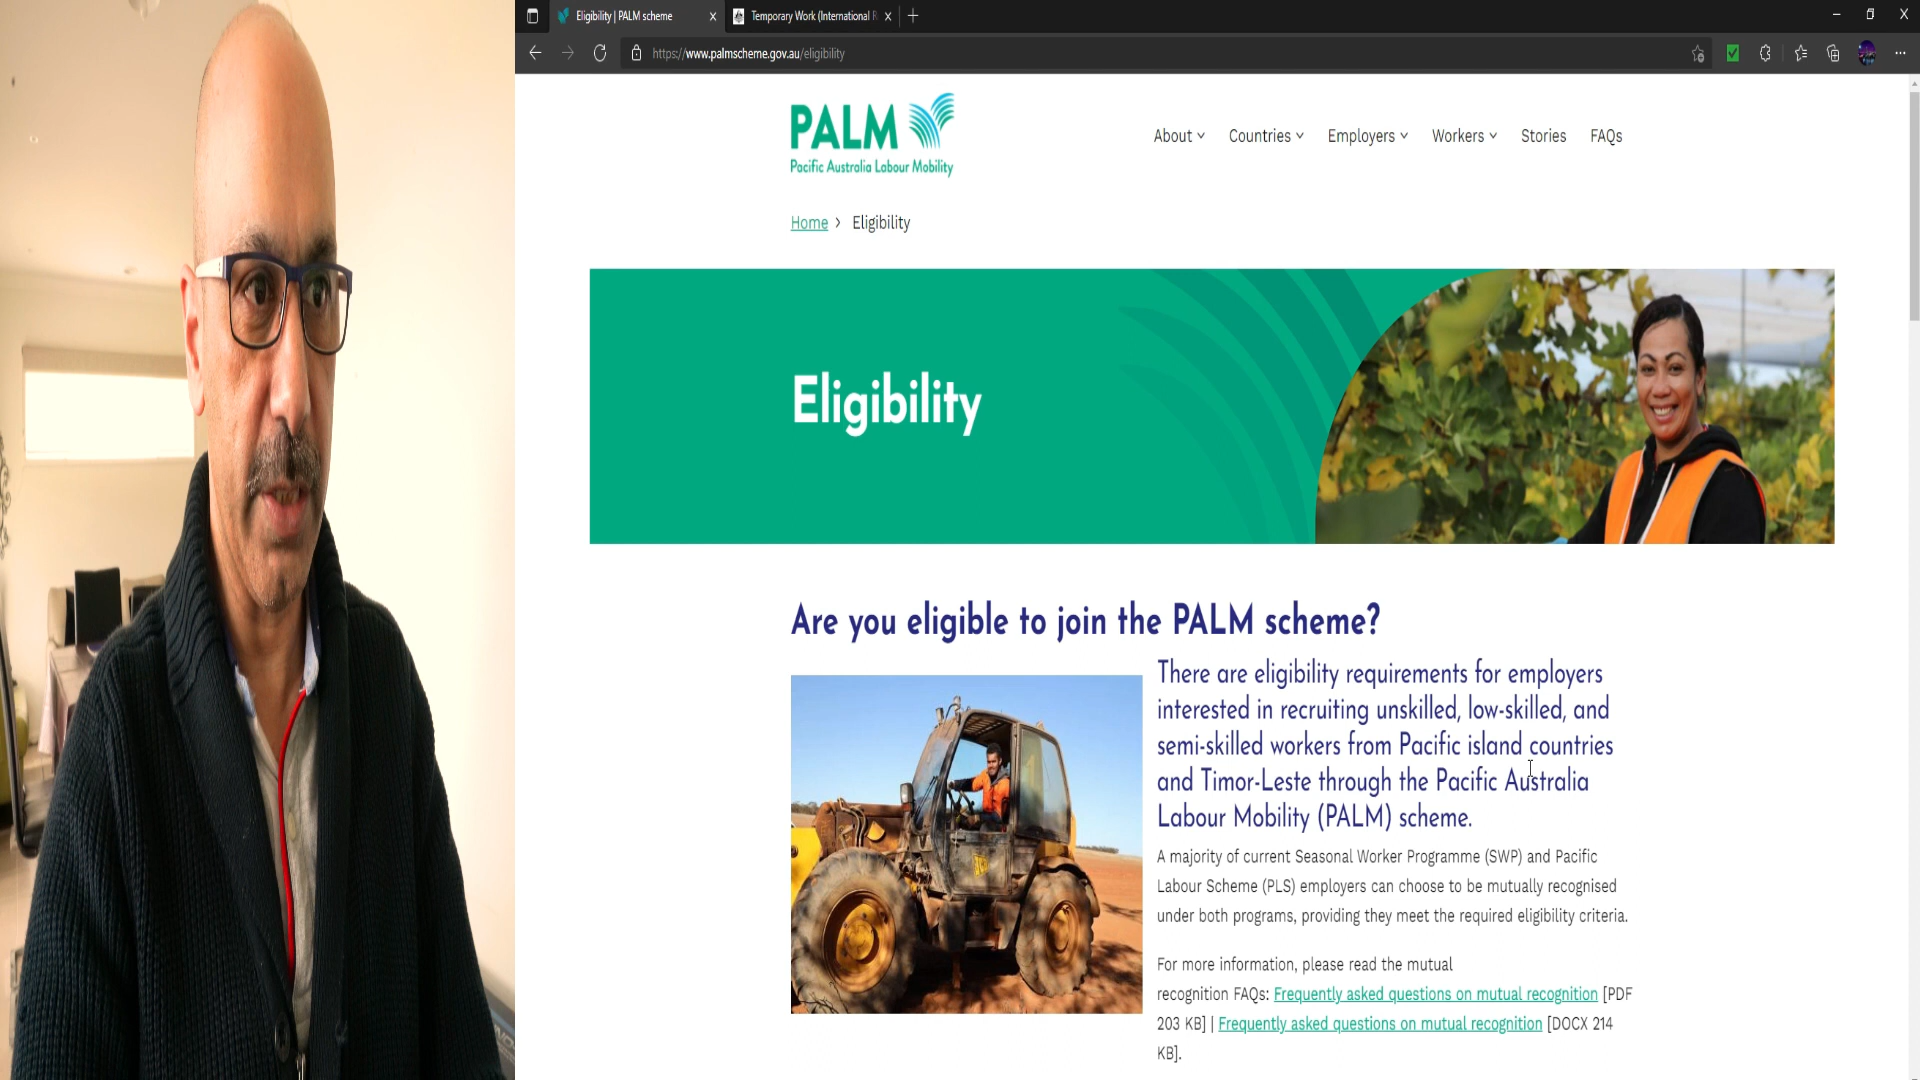 Eligibility | PALM scheme
Temporary Work (International R
https://www.palmscheme.gov.au/eligibility
PALM
Pacific Australia Labour Mobility
About
Countries
Employers
Workers
Stories
FAQs
Home > Eligibility
Eligibility
Are you eligible to join the PALM scheme?
There are eligibility requirements for employers
interested in recruiting unskilled, low-skilled, and
semi-skilled workers from Pacific island countries
and Timor-Leste through the Pacific Australia
Labour Mobility (PALM) scheme.
A majority of current Seasonal Worker Programme (SWP) and Pacific
Labour Scheme (PLS) employers can choose to be mutually recognised
under both programs, providing they meet the required eligibility criteria.
For more information, please read the mutual
recognition FAQs: Frequently asked questions on mutual recognition [PDF
203 KB] | Frequently asked questions on mutual recognition [DOCX 214
KB].